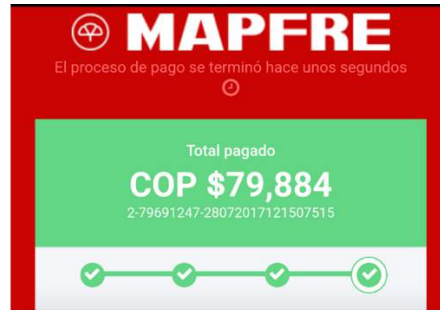 MAPFRE
El proceso de pago se terminó hace unos segundos
Total pagado
COP $79,884
2-79691247-28072017121507515